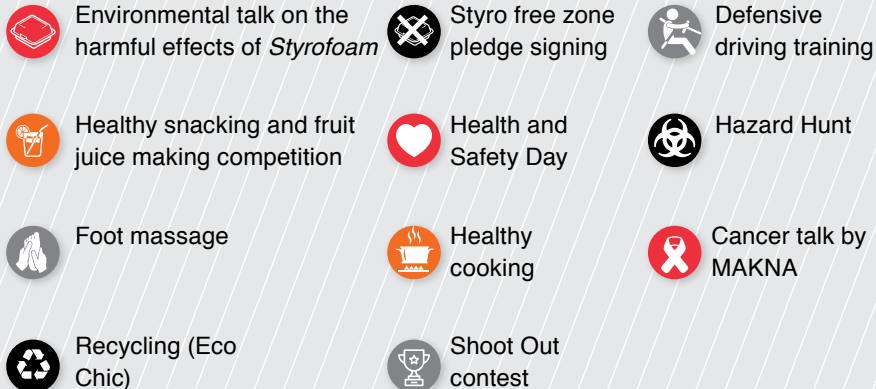 Environmental talk on the
harmful effects of Styrofoam
Styro free zone
pledge signing
Defensive
driving training
Healthy snacking and fruit
juice making competition
Health and
Safety Day
Hazard Hunt
Foot massage
Healthy
cooking
Cancer talk by
MAKNA
Recycling (Eco
Chic)
Shoot Out
contest